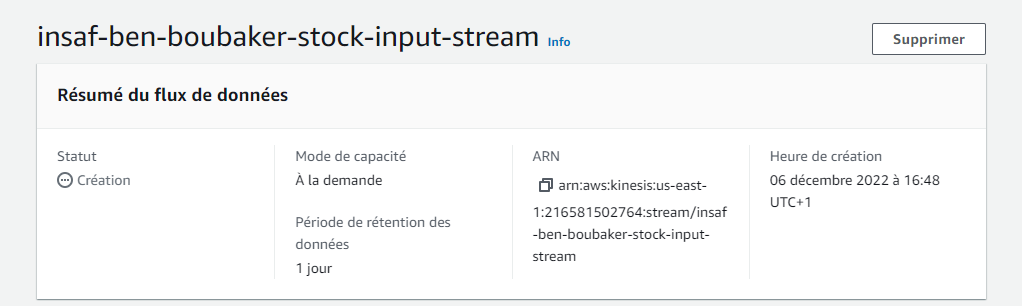 insaf-ben-boubaker-stock-input-stream Info
Supprimer
Résumé du flux de données
Statut
Création
Mode de capacité
À la demande
Période de rétention des
données
1 jour
ARN
arn:aws:kinesis:us-east-
1:216581502764:stream/insaf
-ben-boubaker-stock-input-
stream
Heure de création
06 décembre 2022 à 16:48
UTC+1